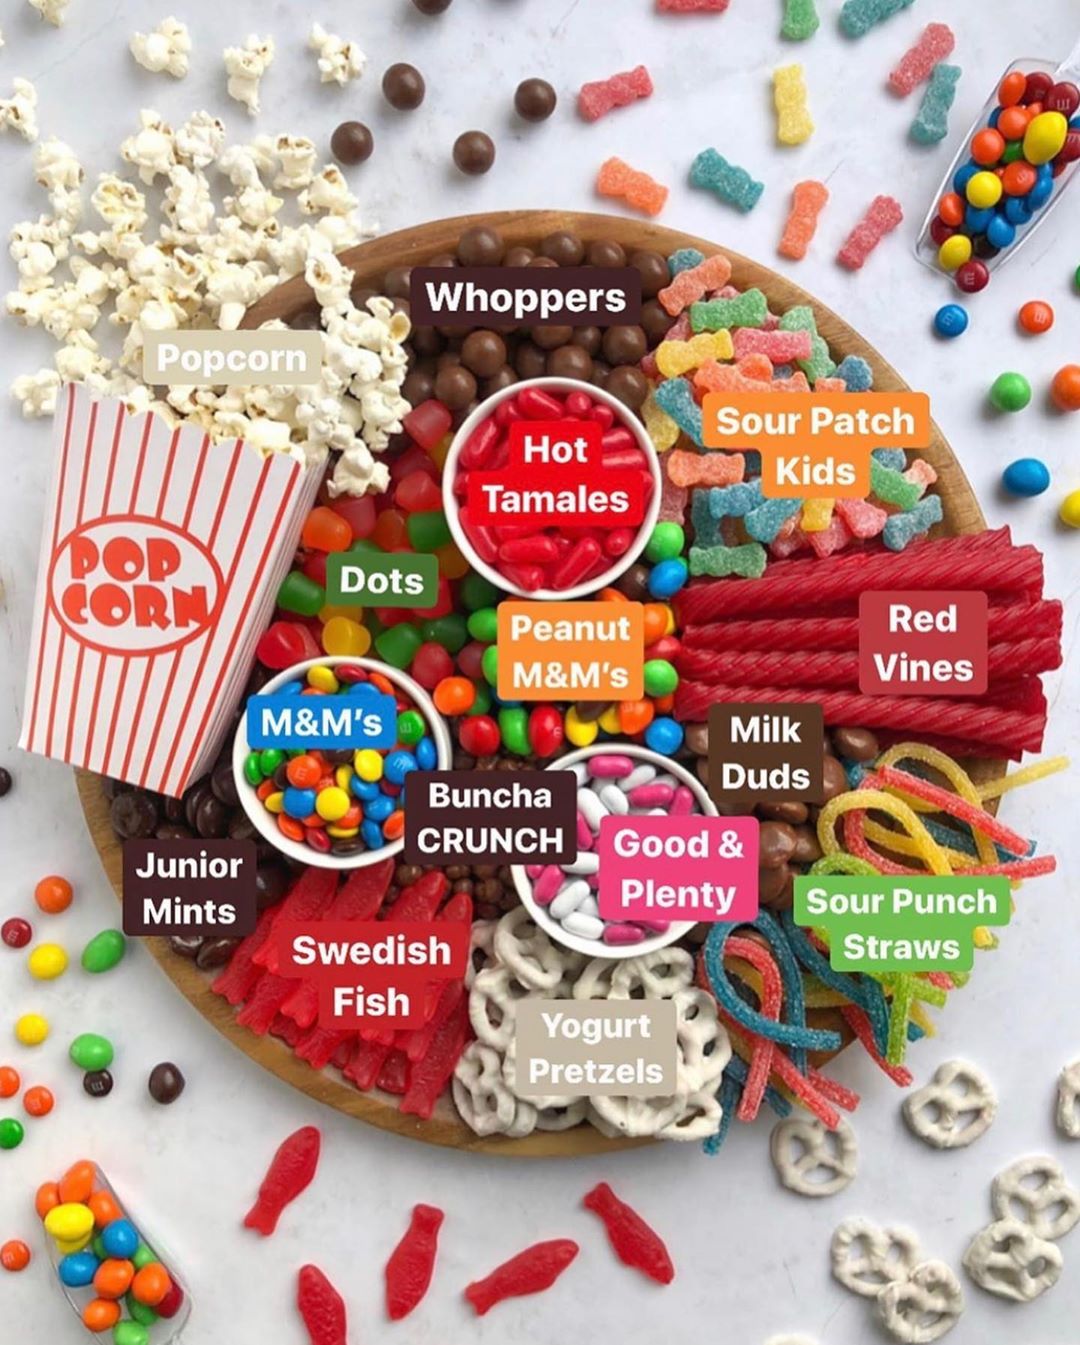 Whoppers
Popcorn
Sour Patch
Kids
Hot
Tamales
POP
CORN
Dots
Peanut
M&M's
Red
Vines
M&M's
Milk
Duds
Buncha
CRUNCH
Good &
Plenty
Junior
Mints
Sour Punch
Straws
Swedish
Fish
Yogurt
Pretzels